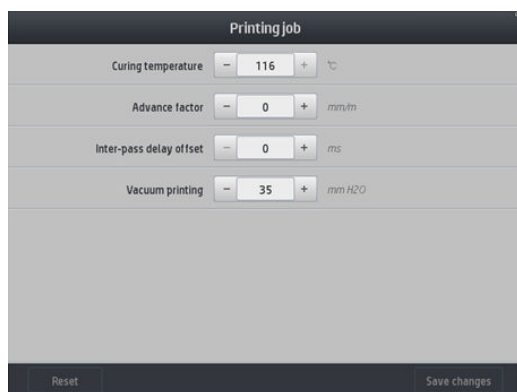 Printing job
Curing temperature - 116 + °C
Advance factor - 0 + mm/m
Inter-pass delay offset - 0 + ms
Vacuum printing - 35 + mm H2O
Reset Save changes